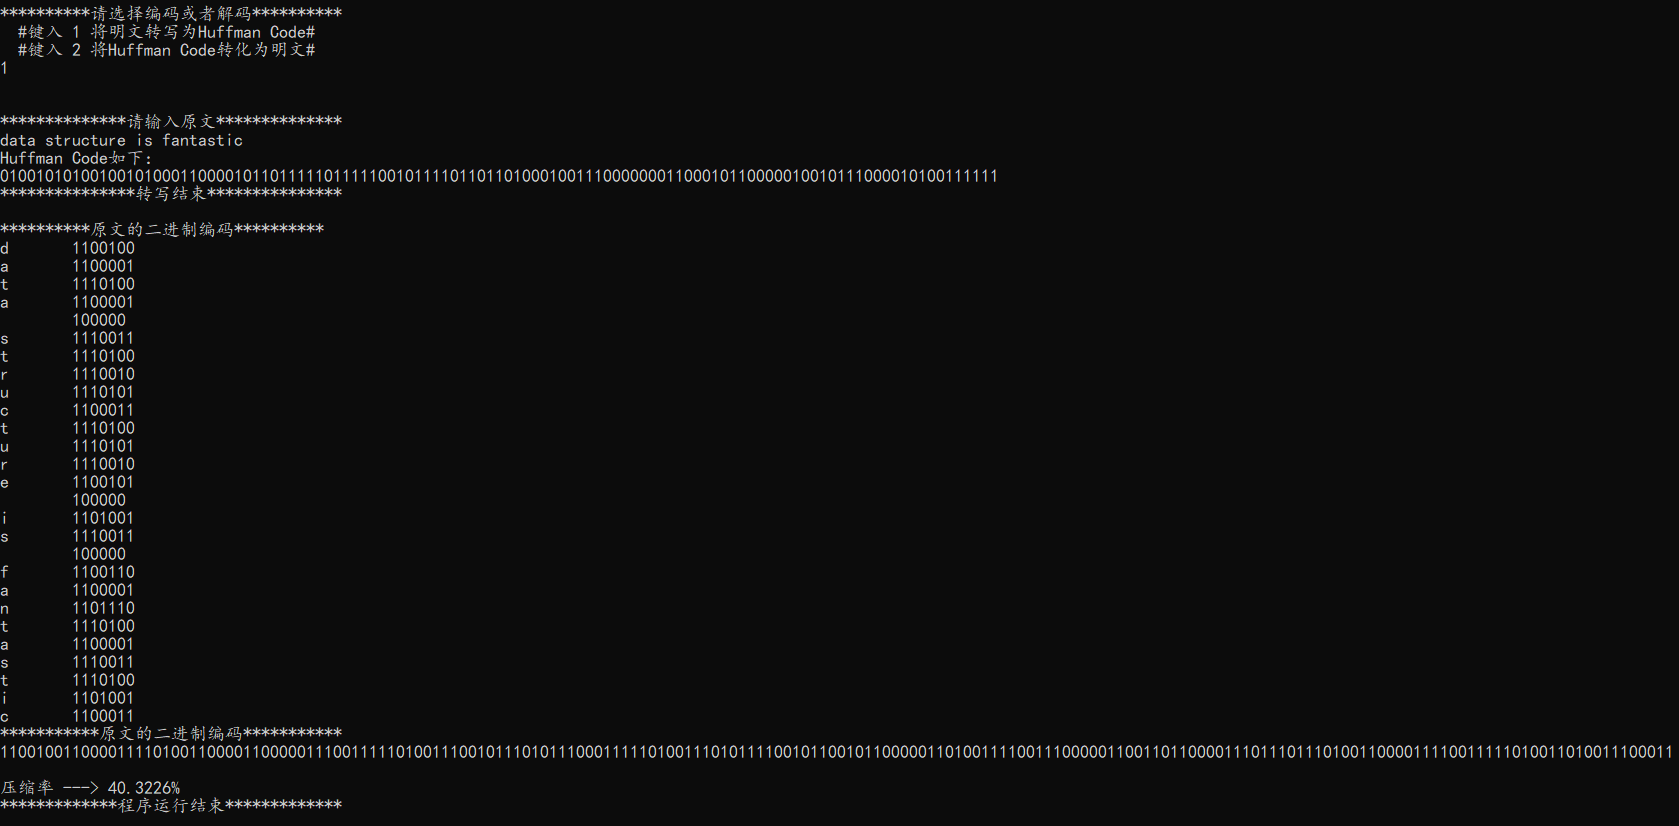 **********请选择编码或者解码**********
#键入 1 将明文转写为Huffman Code#
#键入 2 将Huffman Code转化为明文#
1
**************请输入原文**************
data structure is fantastic
Huffman Code如下:
010010101001001010001100001011011111011111001011110110110100010011100000001100010110000010010111000010100111111
***************转写结束***************
**********原文的二进制编码**********
d 1100100
a 1100001
t 1110100
a 1100001
100000
s 1110011
t 1110100
r 1110010
u 1110101
c 1100011
t 1110100
u 1110101
r 1110010
e 1100101
100000
i 1101001
s 1110011
100000
f 1100110
a 1100001
n 1101110
t 1110100
a 1100001
s 1110011
t 1110100
i 1101001
c 1100011
***********原文的二进制编码***********
110010011000011110100110000110000011100111110100111001011101011100011111010011101011110010110010110000011010011110011100000110011011000011101110111010011000011110011111010011010011100011
压缩率 ---> 40.3226%
*************程序运行结束*************